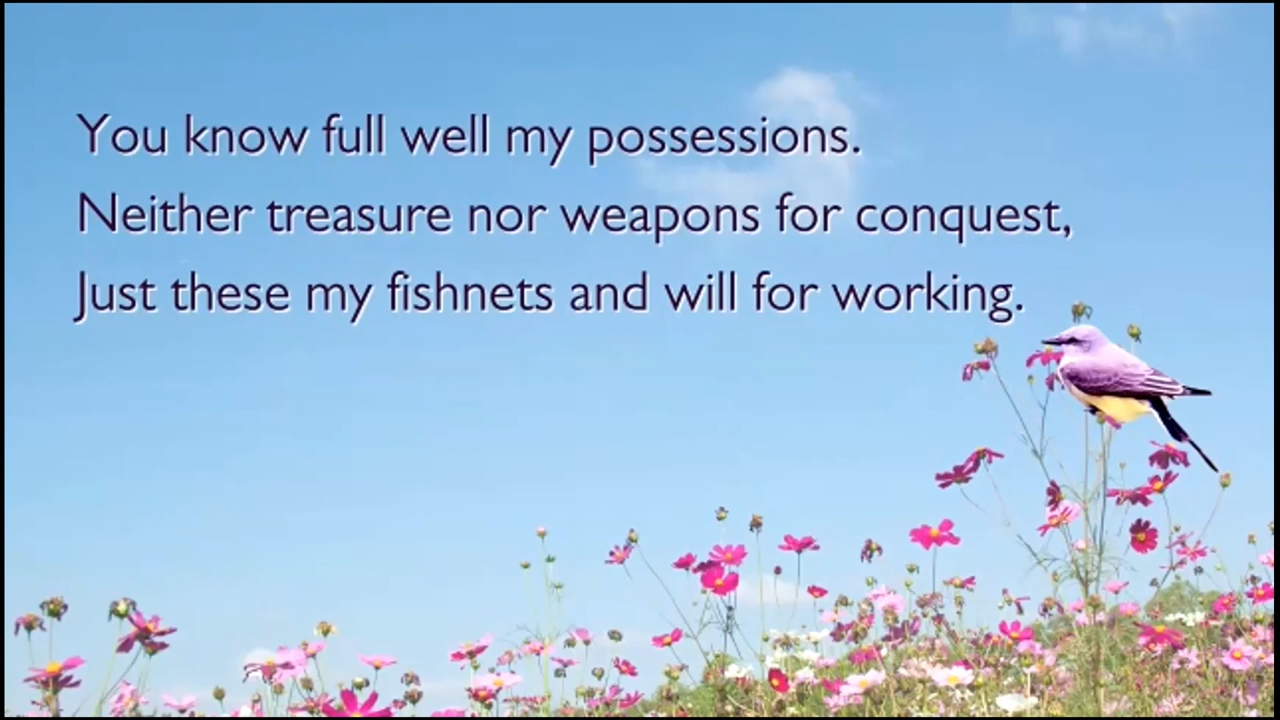 You know full well my possessions.
Neither treasure nor weapons for conquest,
Just these my fishnets and will for working.